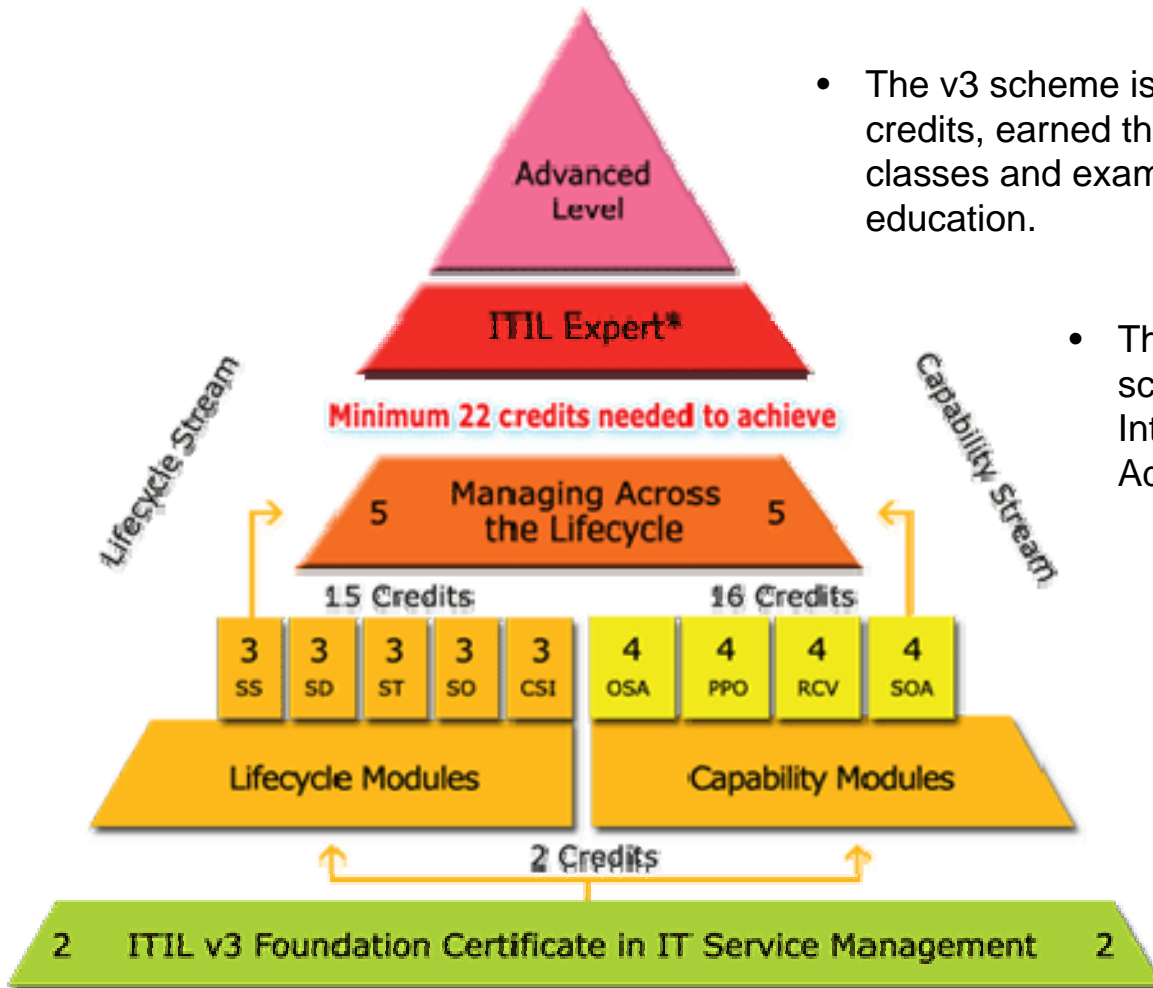 • The v3 scheme is
credits, earned th
classes and exam
education.
Advanced
Level
• Th
sc
Int
Ac
ITIL Expert*
Minimum 22 credits needed to achieve
Lifecycle Stream
Capability Stream
5 Managing Across
the Lifecycle 5
15 Credits 16 Credits
3 3 3 3 3 4 4 4 4
SS SD ST SO CSI OSA PPO RCV SOA
Lifecycle Modules Capability Modules
2 Credits
2 ITIL v3 Foundation Certificate in IT Service Management 2